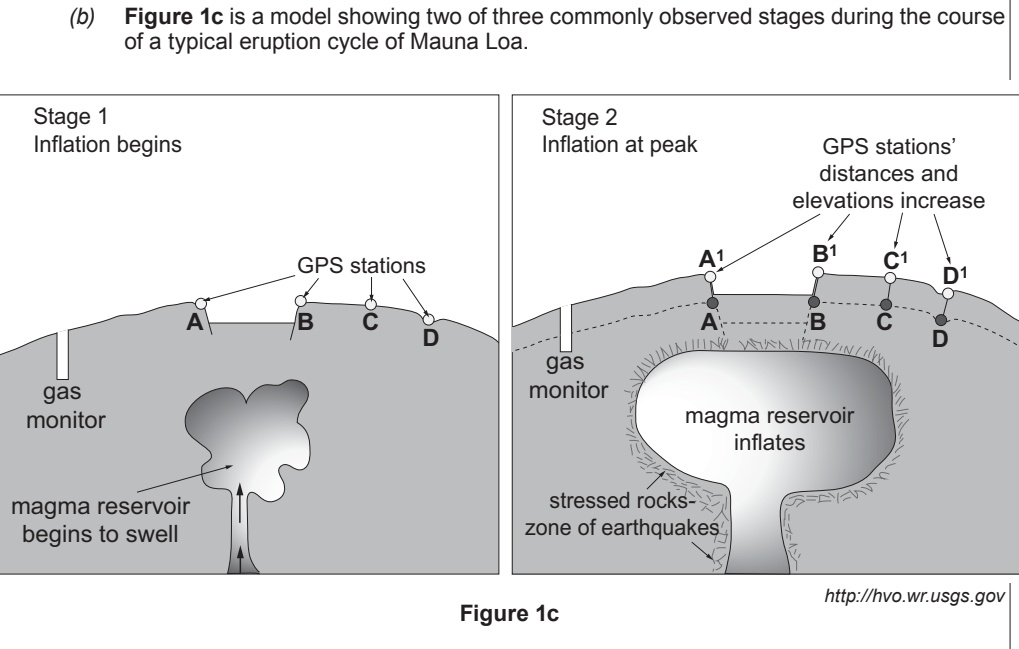 (b) Figure 1c is a model showing two of three commonly observed stages during the course
of a typical eruption cycle of Mauna Loa.
Stage 1
Inflation begins
GPS stations
A
B
C
D
gas
monitor
magma reservoir
begins to swell
Stage 2
Inflation at peak
GPS stations’
distances and
elevations increase
A¹
B¹
C¹
D¹
A
B
C
D
gas
monitor
magma reservoir
inflates
stressed rocks-
zone of earthquakes
http://hvo.wr.usgs.gov
Figure 1c